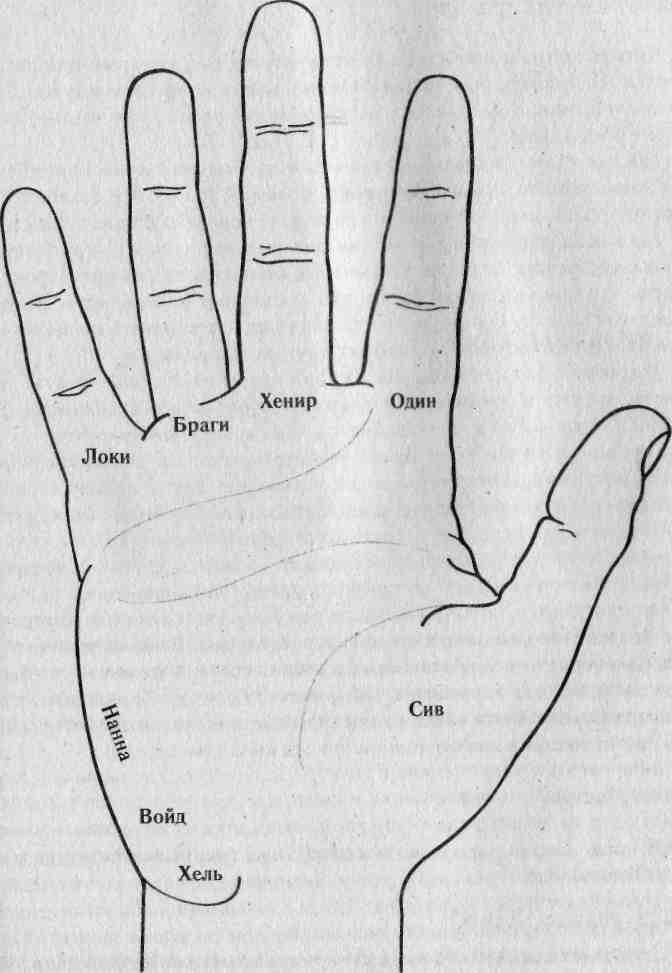 Хенир
Один
Браги
Локи
Сив
Нанна
Войд
Хель